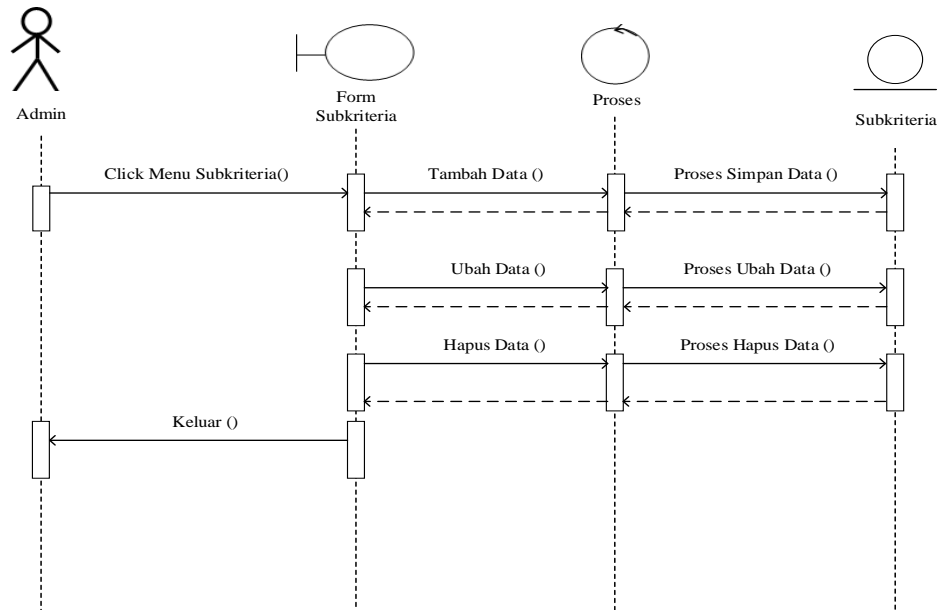 Admin
Form
Subkriteria
Proses
Subkriteria
Click Menu Subkriteria()
Tambah Data ()
Proses Simpan Data ()
Ubah Data ()
Proses Ubah Data ()
Hapus Data ()
Proses Hapus Data ()
Keluar ()